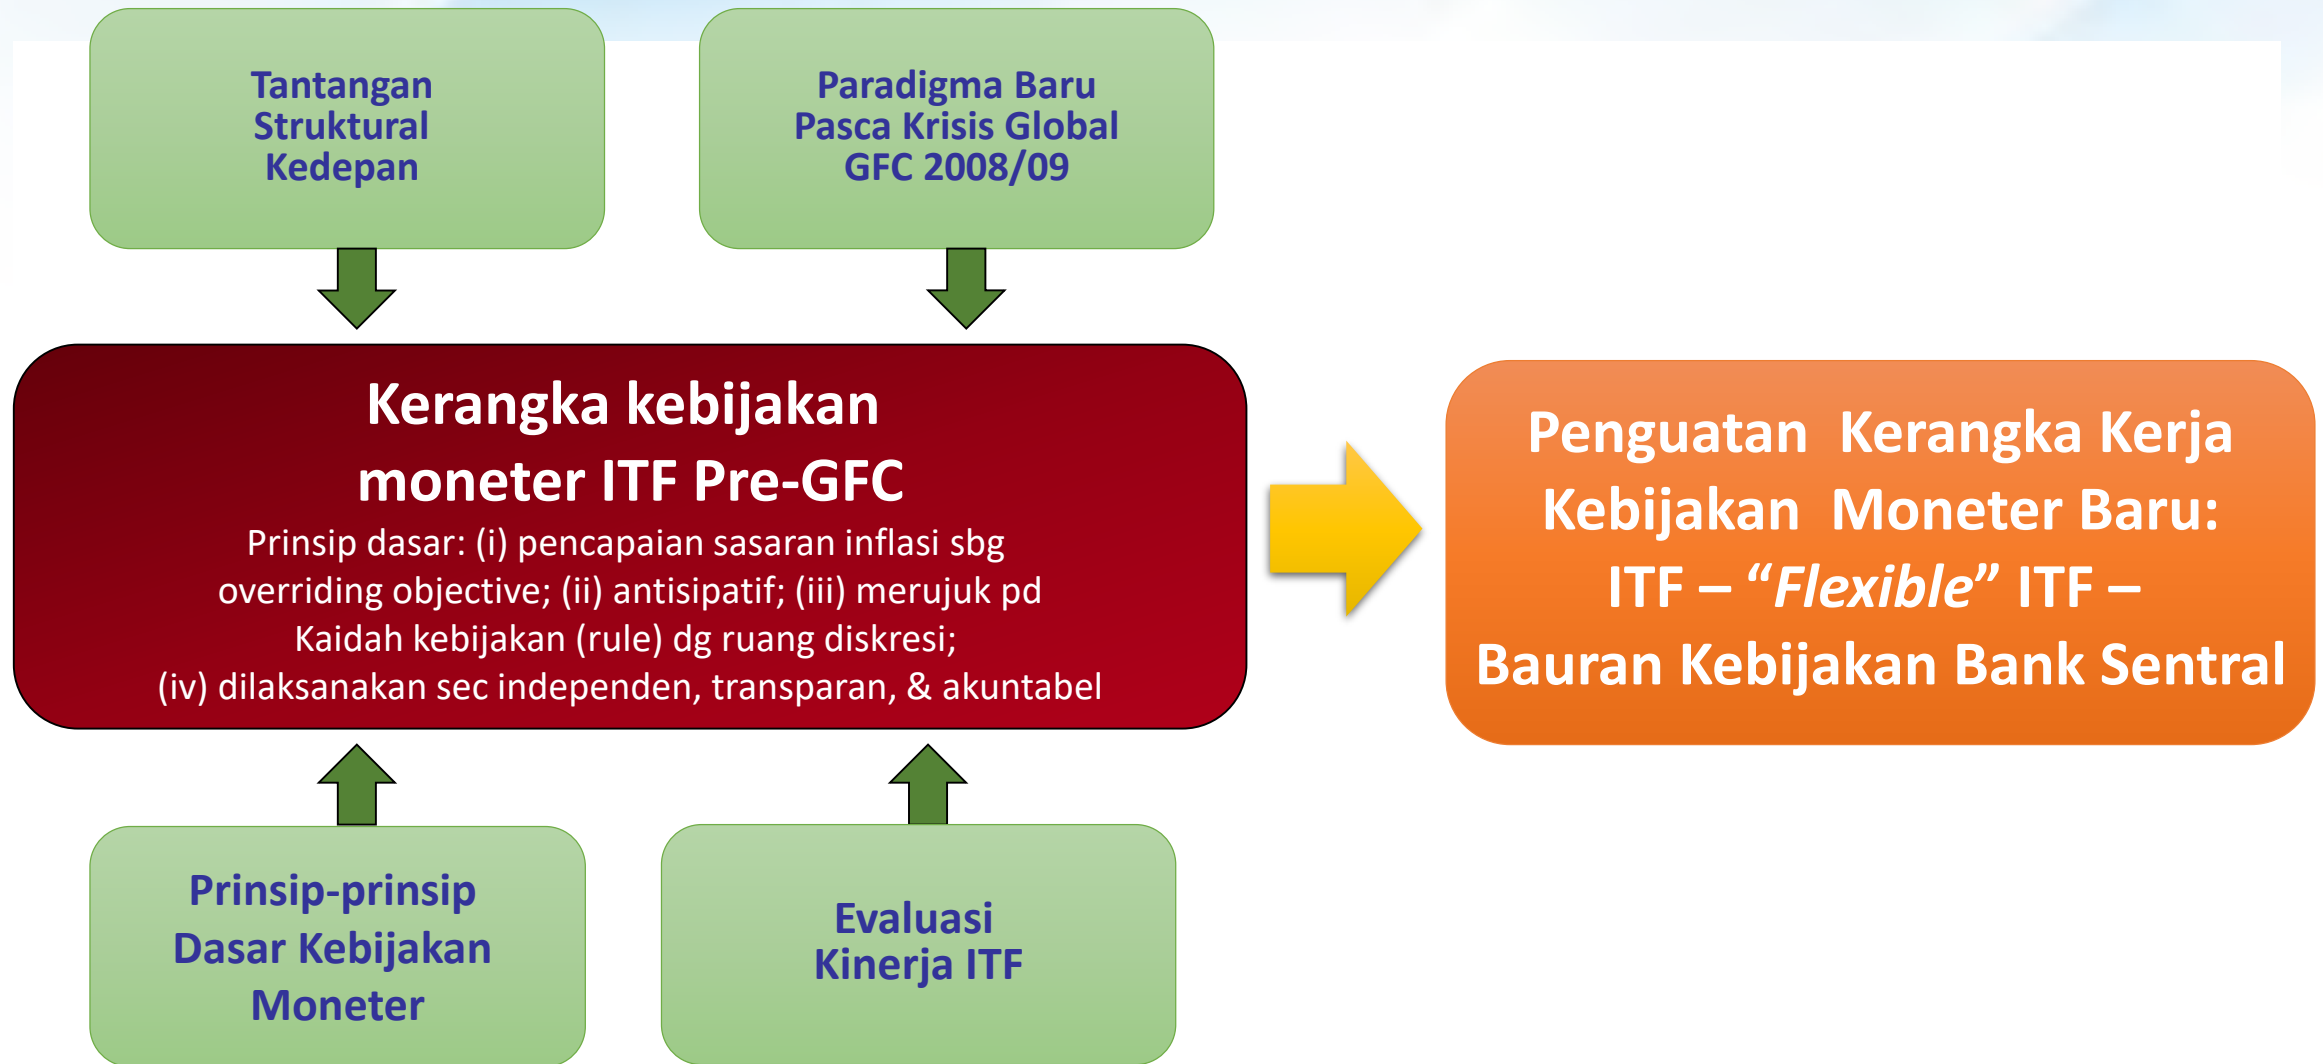 Tantangan
Struktural
Kedepan
Paradigma Baru
Pasca Krisis Global
GFC 2008/09
Kerangka kebijakan
moneter ITF Pre-GFC
Prinsip dasar: (i) pencapaian sasaran inflasi sbg
overriding objective; (ii) antisipatif; (iii) merujuk pd
Kaidah kebijakan (rule) dg ruang diskresi;
(iv) dilaksanakan sec independen, transparan, & akuntabel
Penguatan Kerangka Kerja
Kebijakan Moneter Baru:
ITF – “Flexible” ITF –
Bauran Kebijakan Bank Sentral
Prinsip-prinsip
Dasar Kebijakan
Moneter
Evaluasi
Kinerja ITF